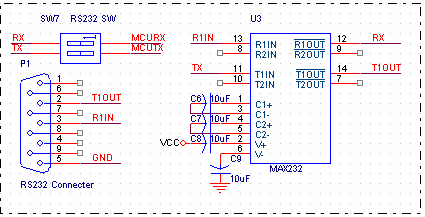 SW7 RS232 SW
RX MCURX
TX MCUTX
P1
1
6
2 T1OUT
7
3 R1IN
8
4
9
5 GND
RS232 Connecter
U3
R1IN 13 R1IN R1OUT 12 RX
8 R2IN R2OUT 9
TX 11 T1IN T1OUT 14 T1OUT
10 T2IN T2OUT 7
C6 10uF 1 C1+
3 C1-
C7 10uF 4 C2+
5 C2-
VCC C8 10uF 2 V+
6 V-
C9
MAX232
10uF